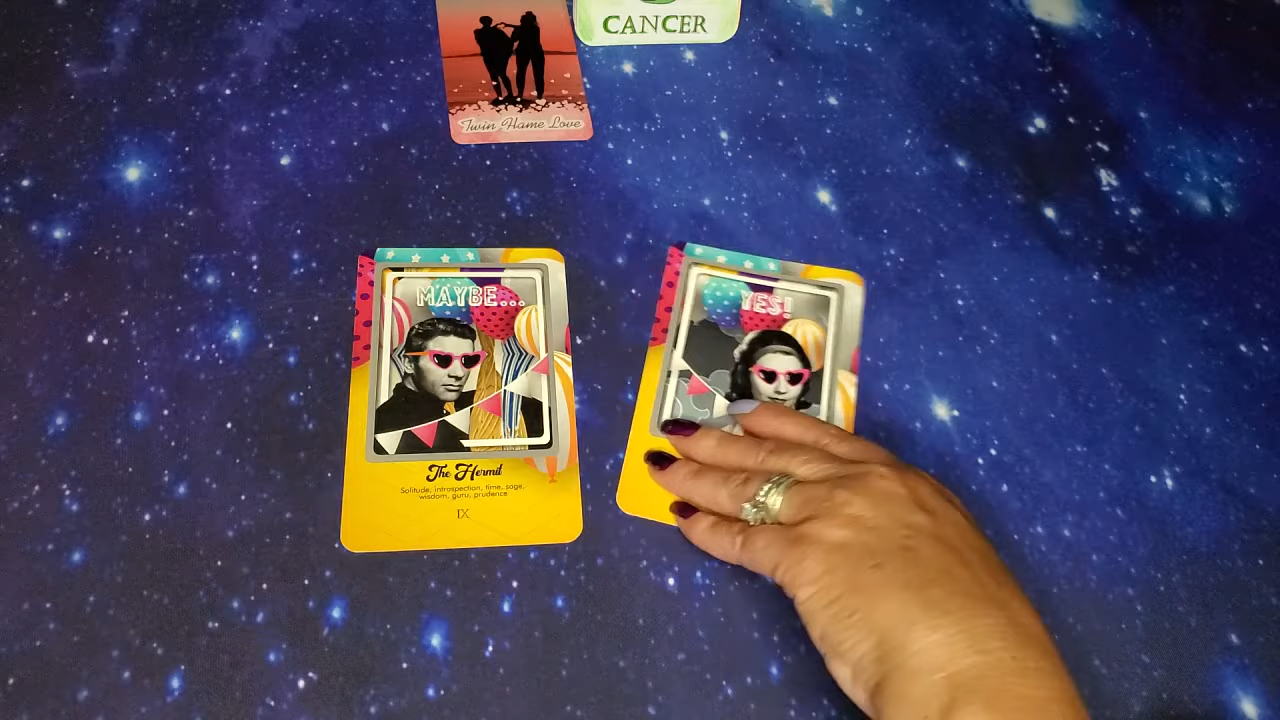 CANCER
Twin Flame Love
MAYBE...
YES!
The Hermit
Solitude, introspection, time, sage,
wisdom, guru, prudence
IX